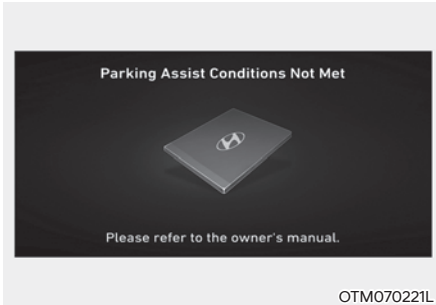 Parking Assist Conditions Not Met
Please refer to the owner's manual.
OTM070221L